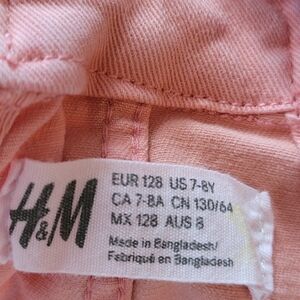 H&M
EUR 128 US 7-8Y
CA 7-8A CN 130/64
MX 128 AUS 8
Made in Bangladesh/
Fabriqué en Bangladesh